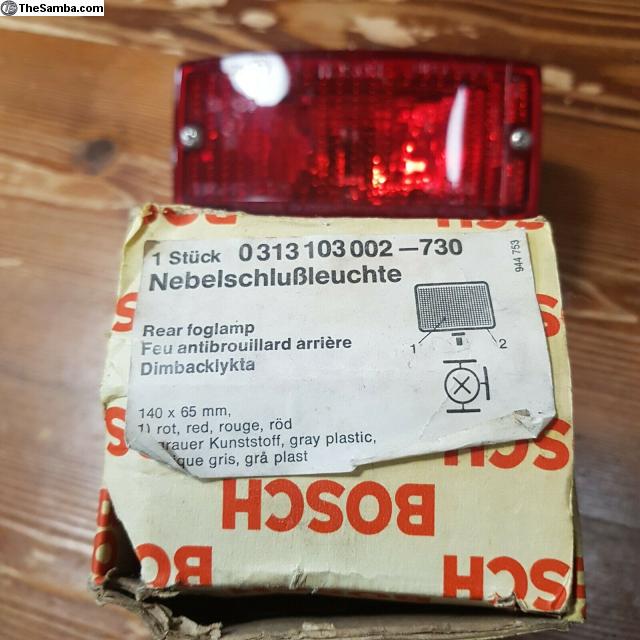 TheSamba.com
BOSCH
1 Stück 0 313 103 002 —730
Nebelschlußleuchte
944 753
Rear foglamp
Feu antibrouillard arrière
Dimbacklykta
1 2
140 x 65 mm,
1) rot, red, rouge, röd
grauer Kunststoff, gray plastic,
gris, grå plast
BOSCH